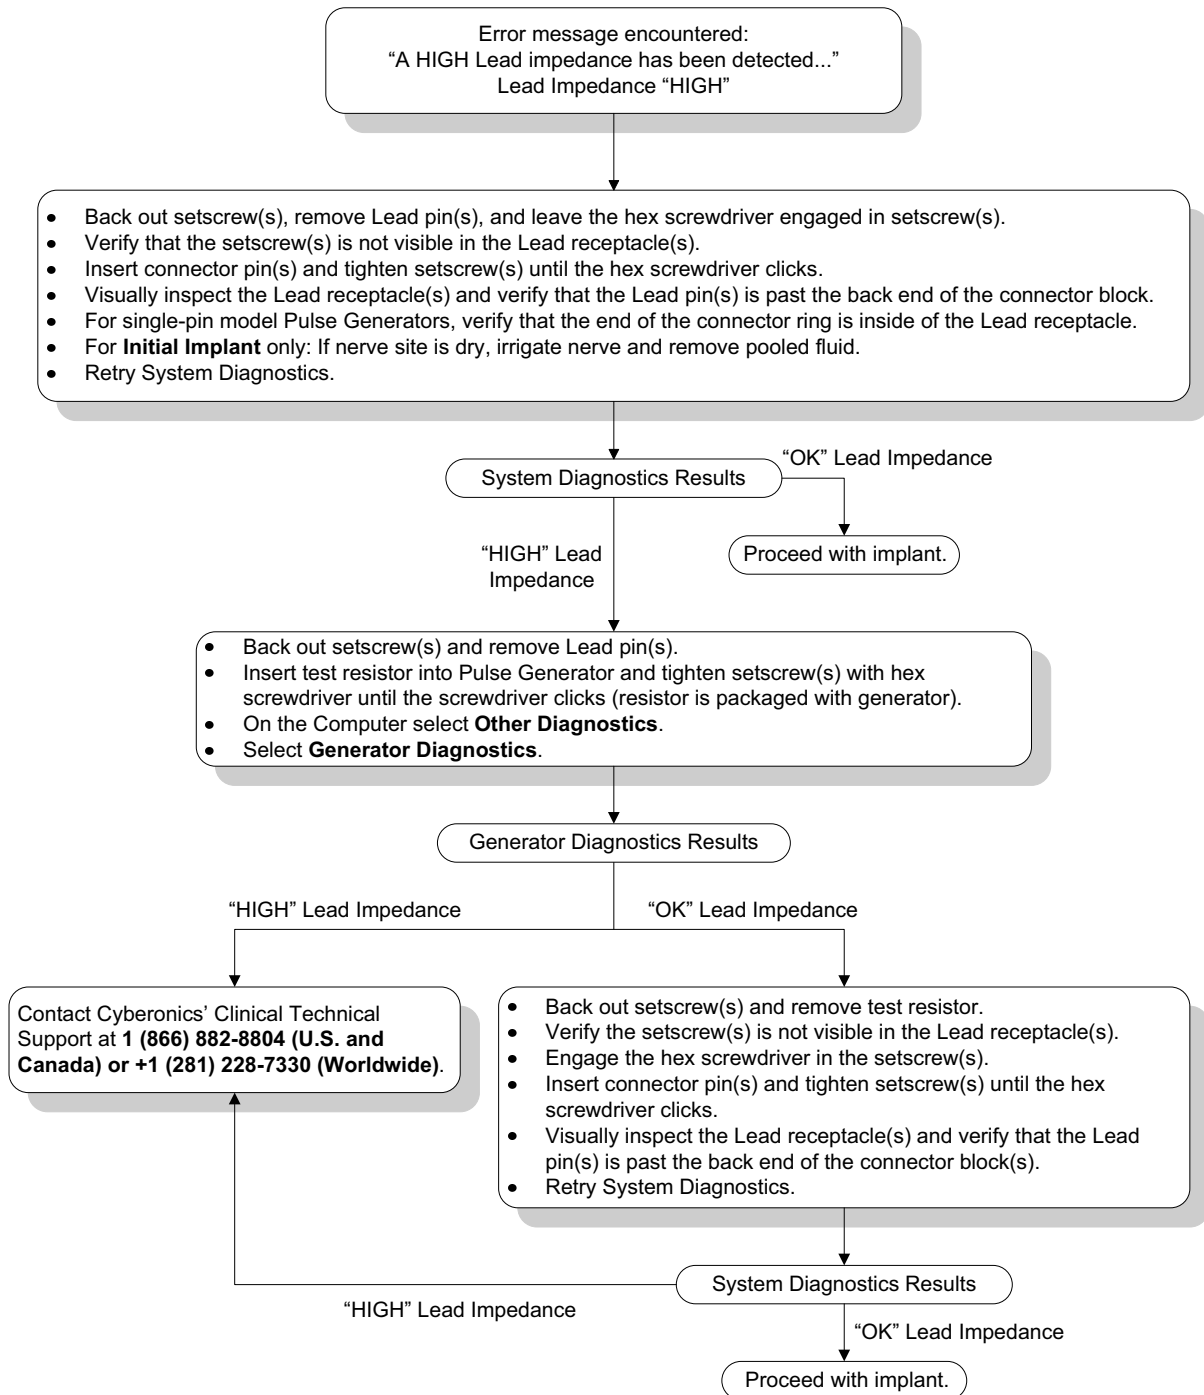 Error message encountered:
“A HIGH Lead impedance has been detected...”
Lead Impedance “HIGH”
• Back out setscrew(s), remove Lead pin(s), and leave the hex screwdriver engaged in setscrew(s).
• Verify that the setscrew(s) is not visible in the Lead receptacle(s).
• Insert connector pin(s) and tighten setscrew(s) until the hex screwdriver clicks.
• Visually inspect the Lead receptacle(s) and verify that the Lead pin(s) is past the back end of the connector block.
• For single-pin model Pulse Generators, verify that the end of the connector ring is inside of the Lead receptacle.
• For Initial Implant only: If nerve site is dry, irrigate nerve and remove pooled fluid.
• Retry System Diagnostics.
System Diagnostics Results
“OK” Lead Impedance
Proceed with implant.
“HIGH” Lead
Impedance
• Back out setscrew(s) and remove Lead pin(s).
• Insert test resistor into Pulse Generator and tighten setscrew(s) with hex
screwdriver until the screwdriver clicks (resistor is packaged with generator).
• On the Computer select Other Diagnostics.
• Select Generator Diagnostics.
Generator Diagnostics Results
“HIGH” Lead Impedance
“OK” Lead Impedance
Contact Cyberonics’ Clinical Technical
Support at 1 (866) 882-8804 (U.S. and
Canada) or +1 (281) 228-7330 (Worldwide).
• Back out setscrew(s) and remove test resistor.
• Verify the setscrew(s) is not visible in the Lead receptacle(s).
• Engage the hex screwdriver in the setscrew(s).
• Insert connector pin(s) and tighten setscrew(s) until the hex
screwdriver clicks.
• Visually inspect the Lead receptacle(s) and verify that the Lead
pin(s) is past the back end of the connector block(s).
• Retry System Diagnostics.
System Diagnostics Results
“HIGH” Lead Impedance
“OK” Lead Impedance
Proceed with implant.